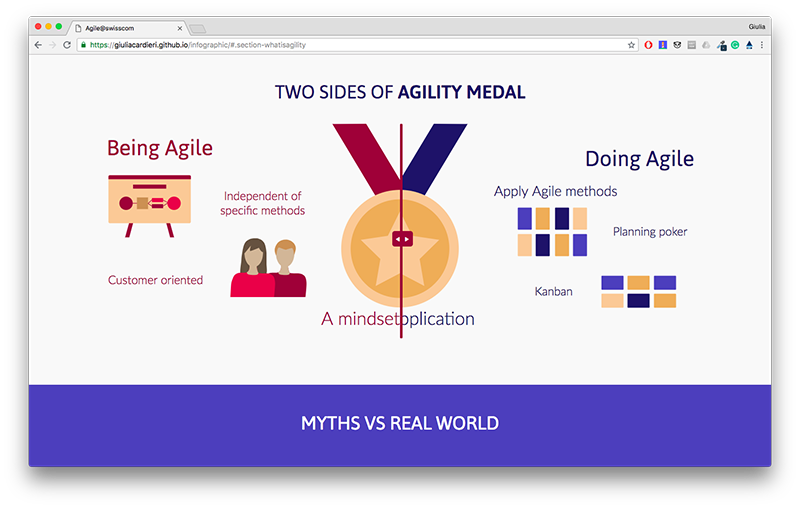 Agile@swisscom
Giulia
https://giuliacardieri.github.io/infographic/#.section-whatisagility
TWO SIDES OF AGILITY MEDAL
Being Agile
Doing Agile
Independent of
specific methods
Apply Agile methods
Planning poker
Customer oriented
Kanban
A mindsetpplication
MYTHS VS REAL WORLD